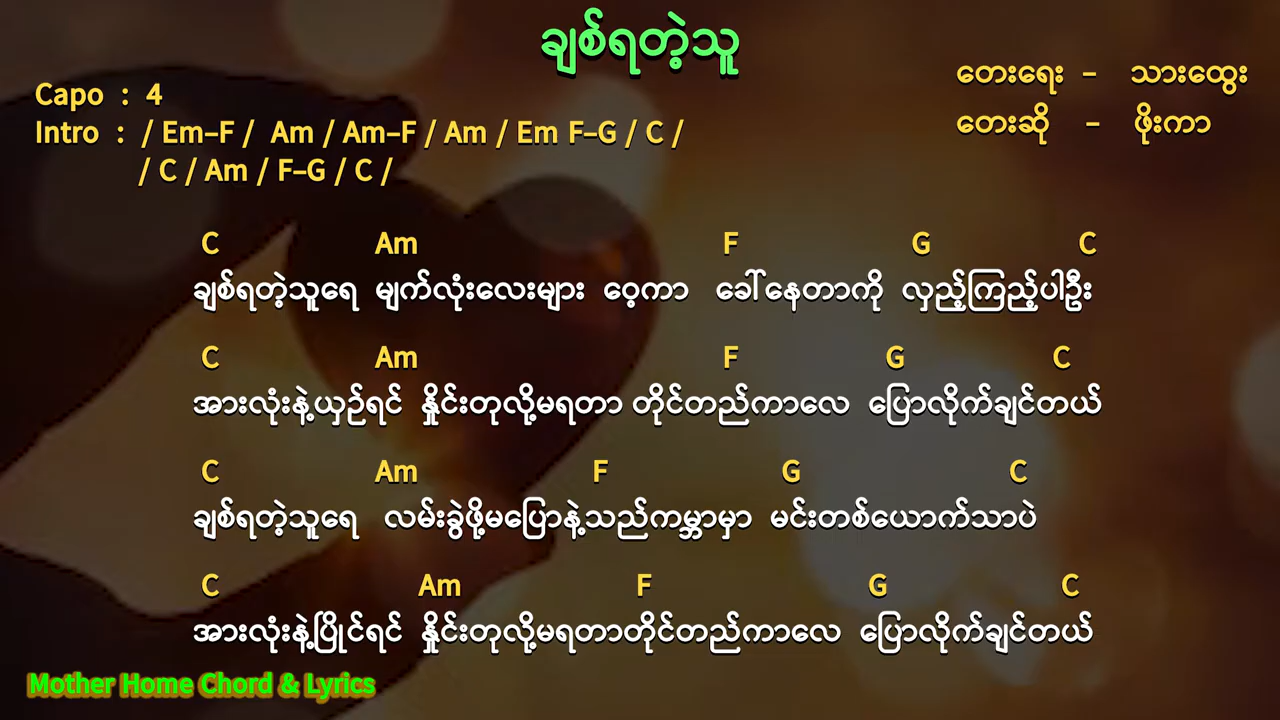 ချစ်ရတဲ့သူ
တေးရေး – သားထွေး
Capo : 4
တေးဆို – ဖိုးကာ
Intro : / Em–F / Am / Am–F / Am / Em F–G / C /
/ C / Am / F–G / C /
C Am F G C
ချစ်ရတဲ့သူရေ မျက်လုံးလေးများ ဝေ့ကာ ခေါ်နေတာကို လှည့်ကြည့်ပါဦး
C Am F G C
အားလုံးနဲ့ယှဉ်ရင် နှိုင်းတုလို့မရတာ တိုင်တည်ကာလေ ပြောလိုက်ချင်တယ်
C Am F G C
ချစ်ရတဲ့သူရေ လမ်းခွဲဖို့မပြောနဲ့သည်ကမ္ဘာမှာ မင်းတစ်ယောက်သာပဲ
C Am F G C
အားလုံးနဲ့ပြိုင်ရင် နှိုင်းတုလို့မရတာတိုင်တည်ကာလေ ပြောလိုက်ချင်တယ်
Mother Home Chord & Lyrics